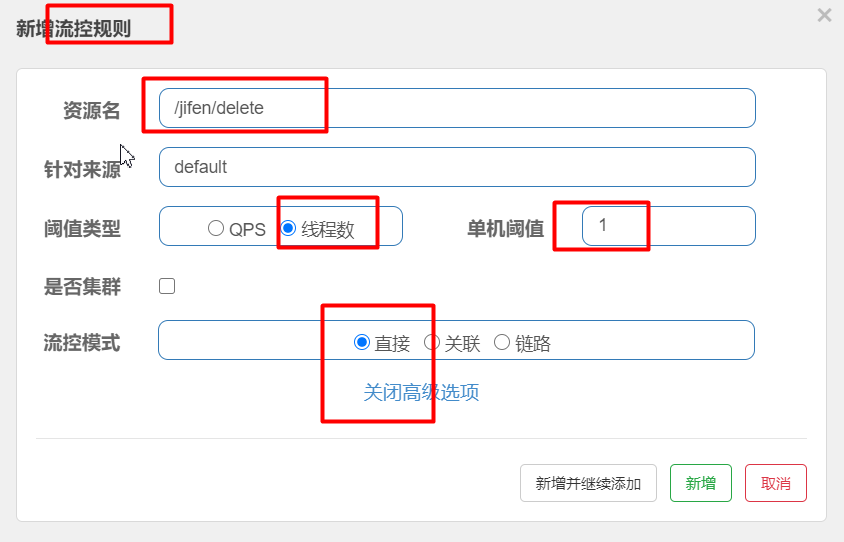 新增流控规则
资源名 /jifen/delete
针对来源 default
阈值类型 QPS 线程数 单机阈值 1
是否集群
流控模式 直接 关联 链路
关闭高级选项
新增并继续添加 新增 取消